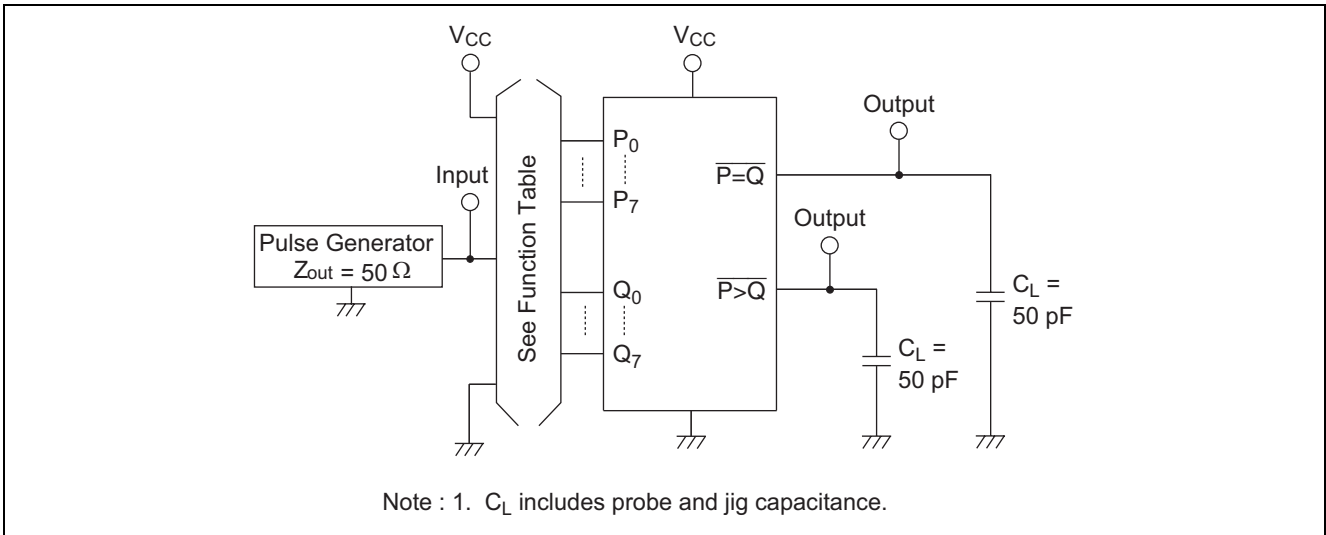 VCC
VCC
Output
Input
See Function Table
P0
P7
P=Q
Output
Pulse Generator
Zout = 50 Ω
Q0
P>Q
Q7
CL =
50 pF
CL =
50 pF
Note : 1. CL includes probe and jig capacitance.